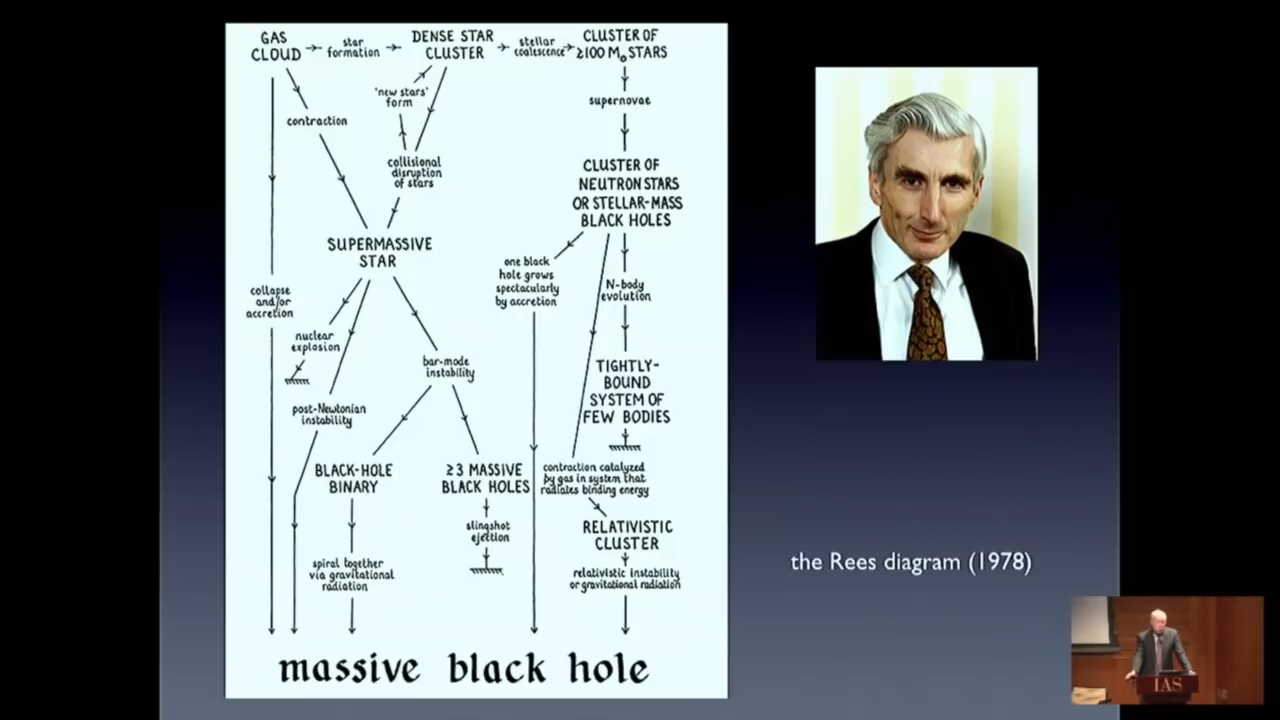 GAS
CLOUD
star
formation
DENSE STAR
CLUSTER
stellar
coalescence
CLUSTER OF
≥100 M⊙ STARS
'new stars'
form
supernovae
contraction
collisional
disruption
of stars
CLUSTER OF
NEUTRON STARS
OR STELLAR-MASS
BLACK HOLES
SUPERMASSIVE
STAR
one black
hole grows
spectacularly
by accretion
N-body
evolution
collapse
and/or
accretion
nuclear
explosion
bar-mode
instability
TIGHTLY-
BOUND
SYSTEM OF
FEW BODIES
post-Newtonian
instability
BLACK-HOLE
BINARY
≥3 MASSIVE
BLACK HOLES
contraction catalyzed
by gas in system that
radiates binding energy
slingshot
ejection
RELATIVISTIC
CLUSTER
spiral together
via gravitational
radiation
relativistic instability
or gravitational radiation
massive black hole
the Rees diagram (1978)
IAS